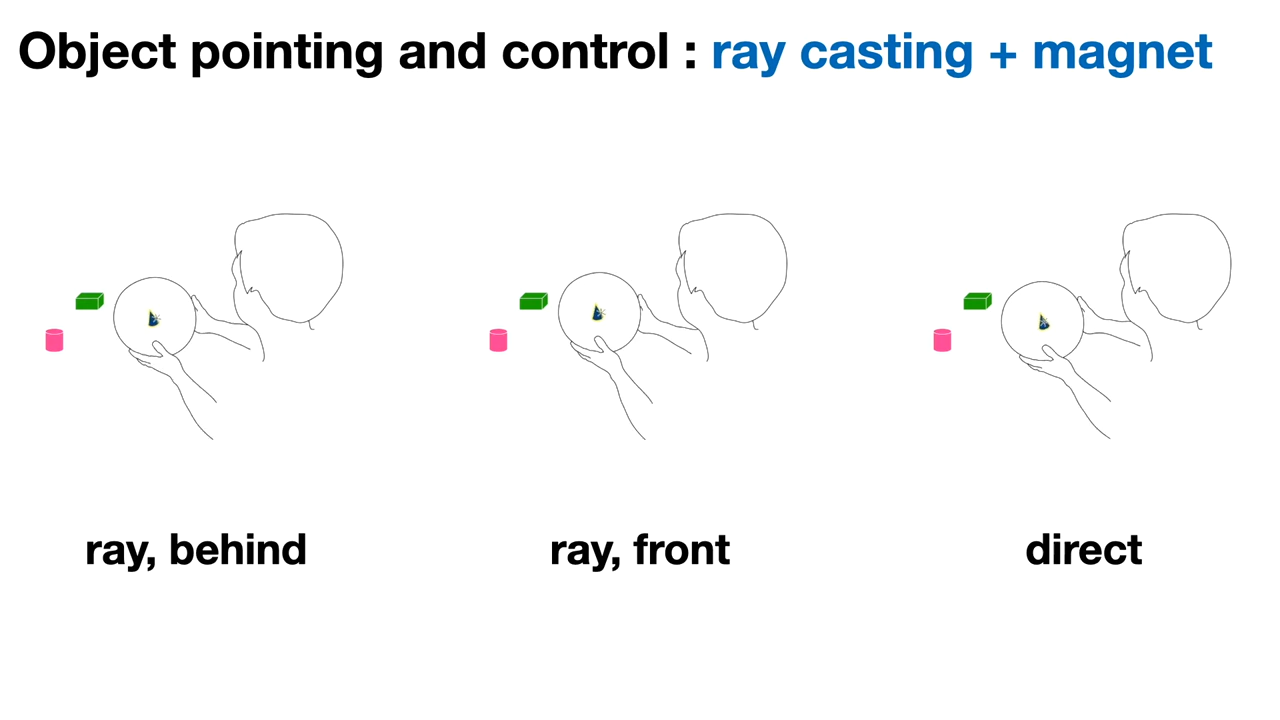 Object pointing and control : ray casting + magnet
ray, behind
ray, front
direct